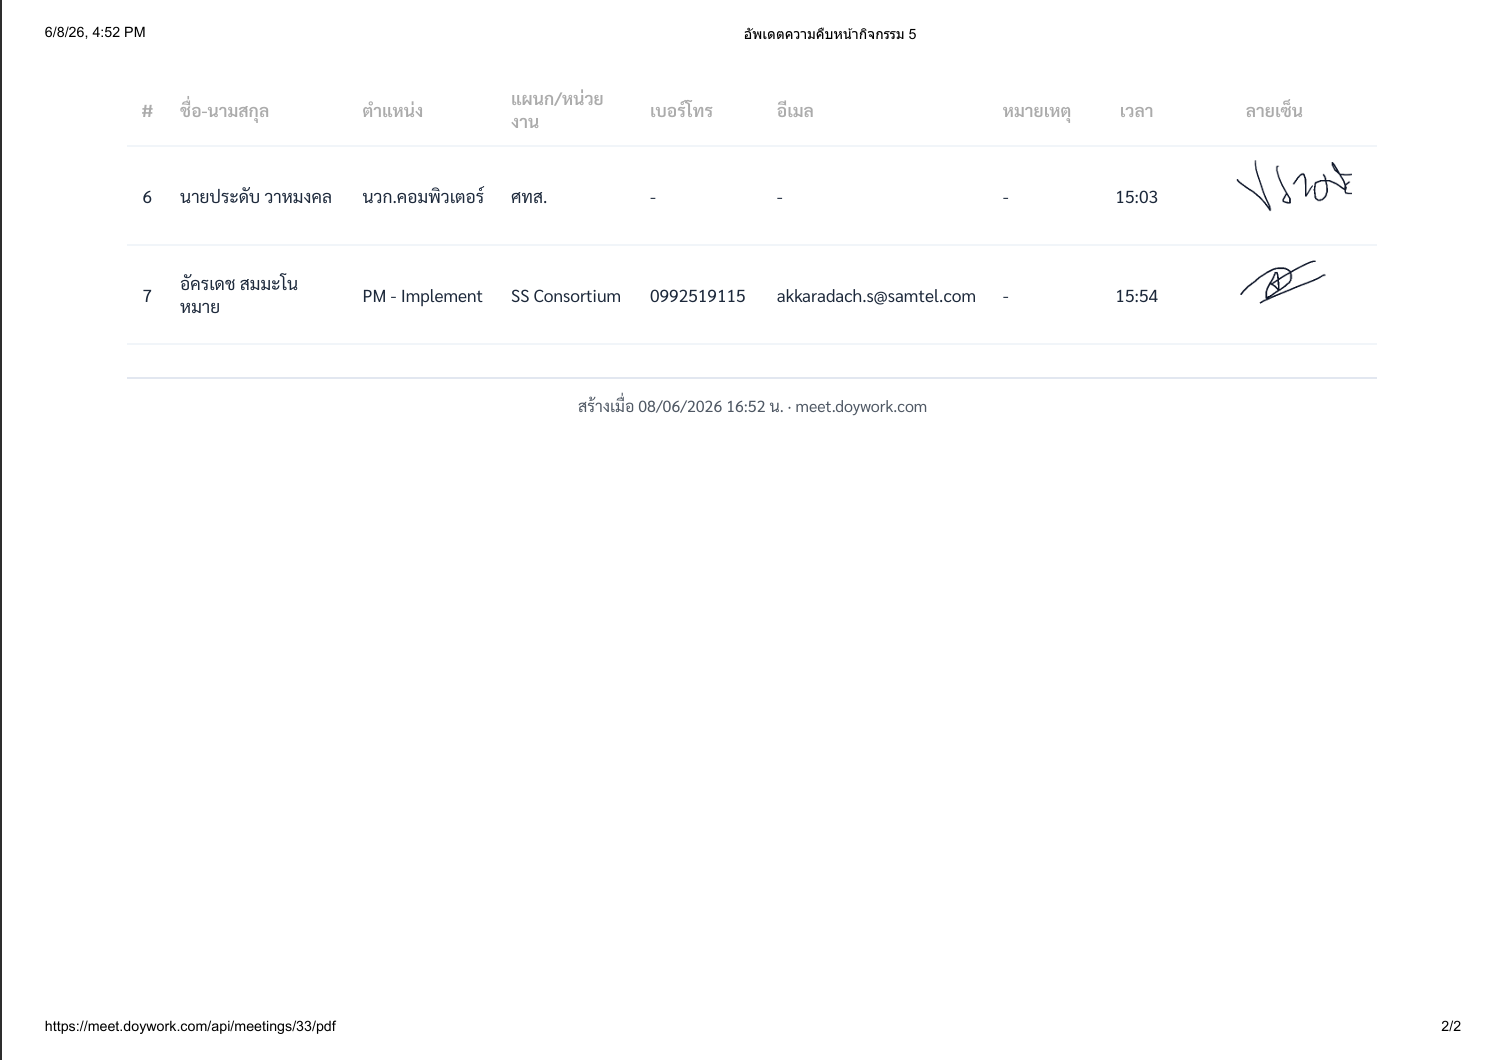 6/8/26, 4:52 PM
อัพเดตความคืบหน้ากิจกรรม 5
# ชื่อ-นามสกุล ตำแหน่ง แผนก/หน่วยงาน เบอร์โทร อีเมล หมายเหตุ เวลา ลายเซ็น
6 นายประดับ วาหมงคล นวก.คอมพิวเตอร์ ศทส. - - - 15:03
7 อัครเดช สมมะโนหมาย PM - Implement SS Consortium 0992519115 akkaradach.s@samtel.com - 15:54
สร้างเมื่อ 08/06/2026 16:52 น. · meet.doywork.com
https://meet.doywork.com/api/meetings/33/pdf
2/2